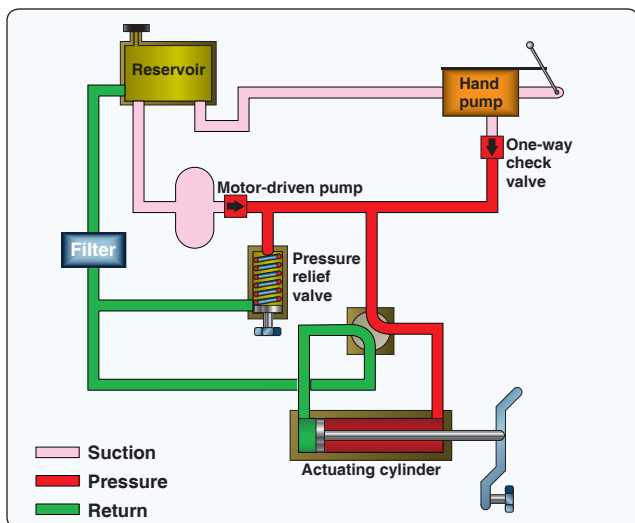 Reservoir
Hand
pump
One-way
check
valve
Motor-driven pump
Filter
Pressure
relief
valve
Actuating cylinder
Suction
Pressure
Return